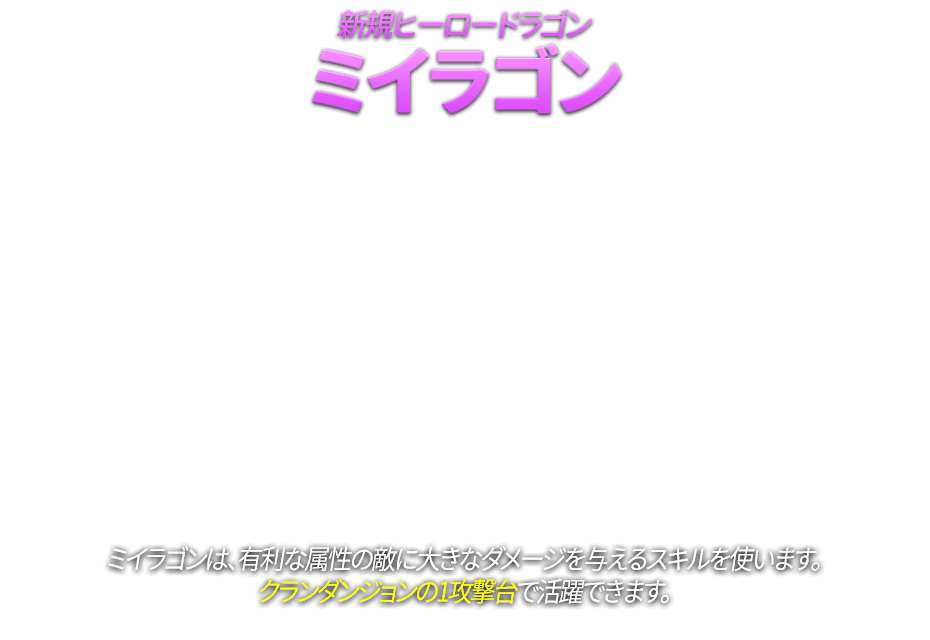 新規ヒーロードラゴン
ミイラゴン
ミイラゴンは、有利な属性の敵に大きなダメージを与えるスキルを使います。
クランダンジョンの1攻撃台で活躍できます。